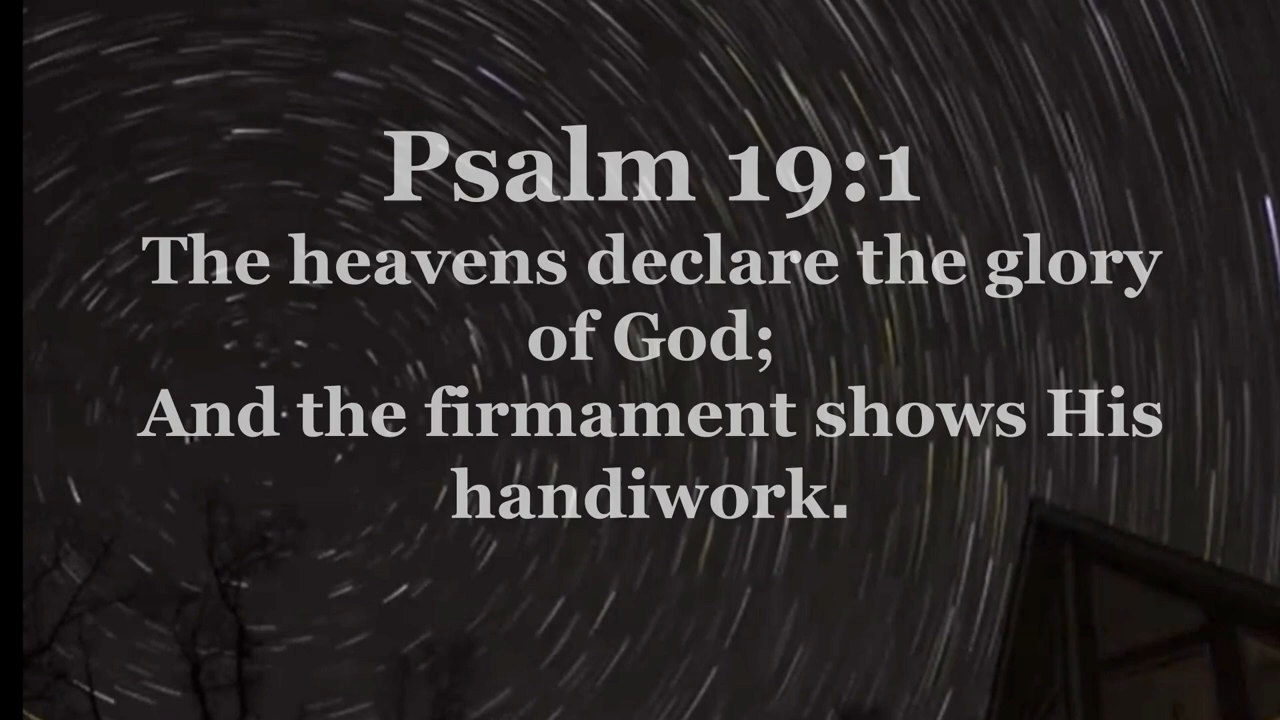 Psalm 19:1
The heavens declare the glory
of God;
And the firmament shows His
handiwork.